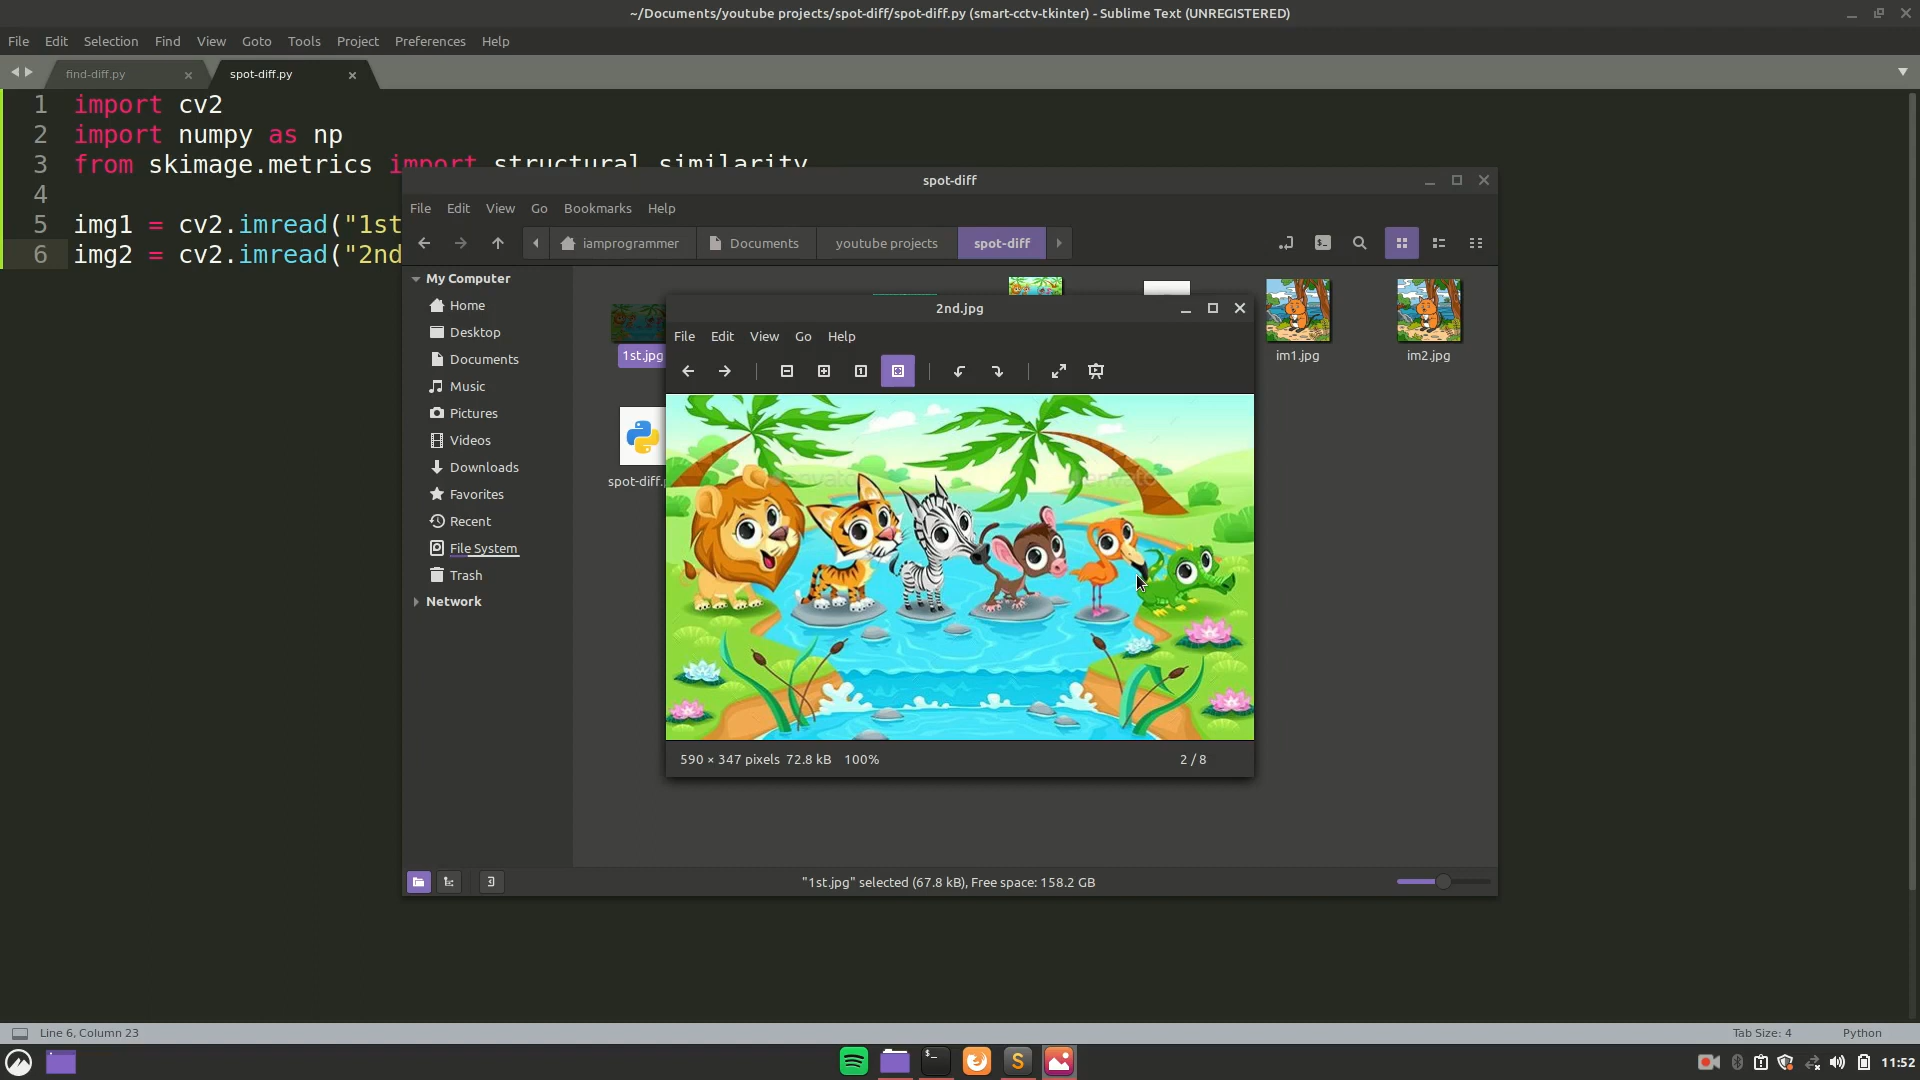 ~/Documents/youtube projects/spot-diff/spot-diff.py (smart-cctv-tkinter) - Sublime Text (UNREGISTERED)
File Edit Selection Find View Goto Tools Project Preferences Help
find-diff.py spot-diff.py
1 import cv2
2 import numpy as np
3 from skimage.metrics import structural_similarity
4
5 img1 = cv2.imread("1st
6 img2 = cv2.imread("2nd
spot-diff
File Edit View Go Bookmarks Help
iamprogrammer Documents youtube projects spot-diff
My Computer
Home
Desktop
Documents
Music
Pictures
Videos
Downloads
Favorites
Recent
File System
Trash
Network
1st.jpg
im1.jpg
im2.jpg
spot-diff.
2nd.jpg
File Edit View Go Help
envato
590 × 347 pixels 72.8 kB 100% 2 / 8
"1st.jpg" selected (67.8 kB), Free space: 158.2 GB
Line 6, Column 23 Tab Size: 4 Python
11:52